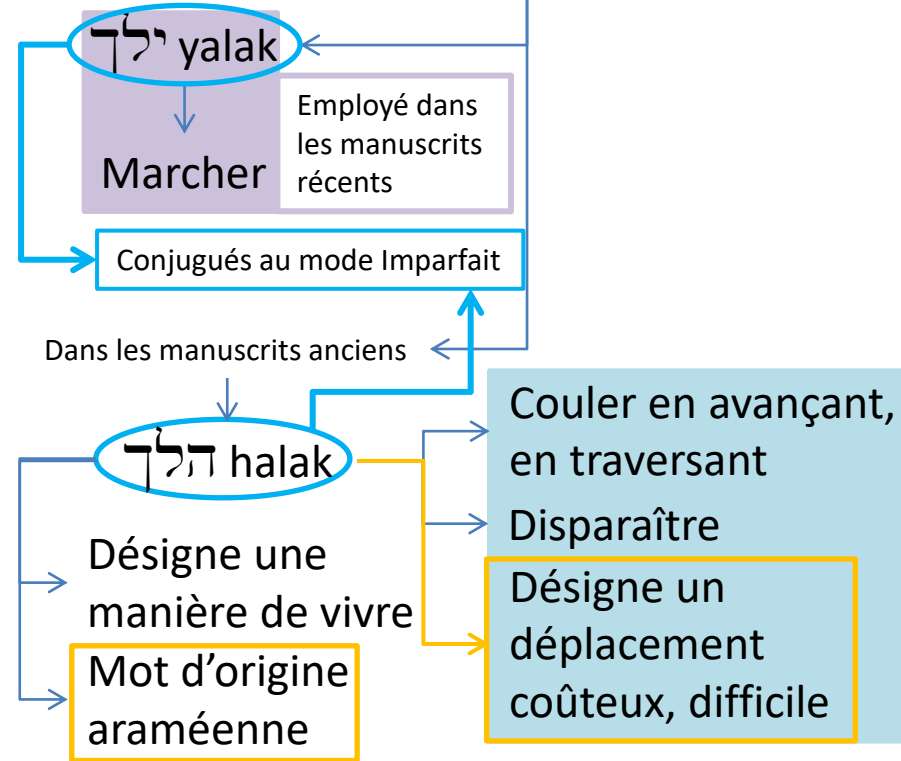 ילך yalak
Marcher
Employé dans
les manuscrits
récents
Conjugués au mode Imparfait
Dans les manuscrits anciens
הלך halak
Désigne une
manière de vivre
Mot d’origine
araméenne
Couler en avançant,
en traversant
Disparaître
Désigne un
déplacement
coûteux, difficile